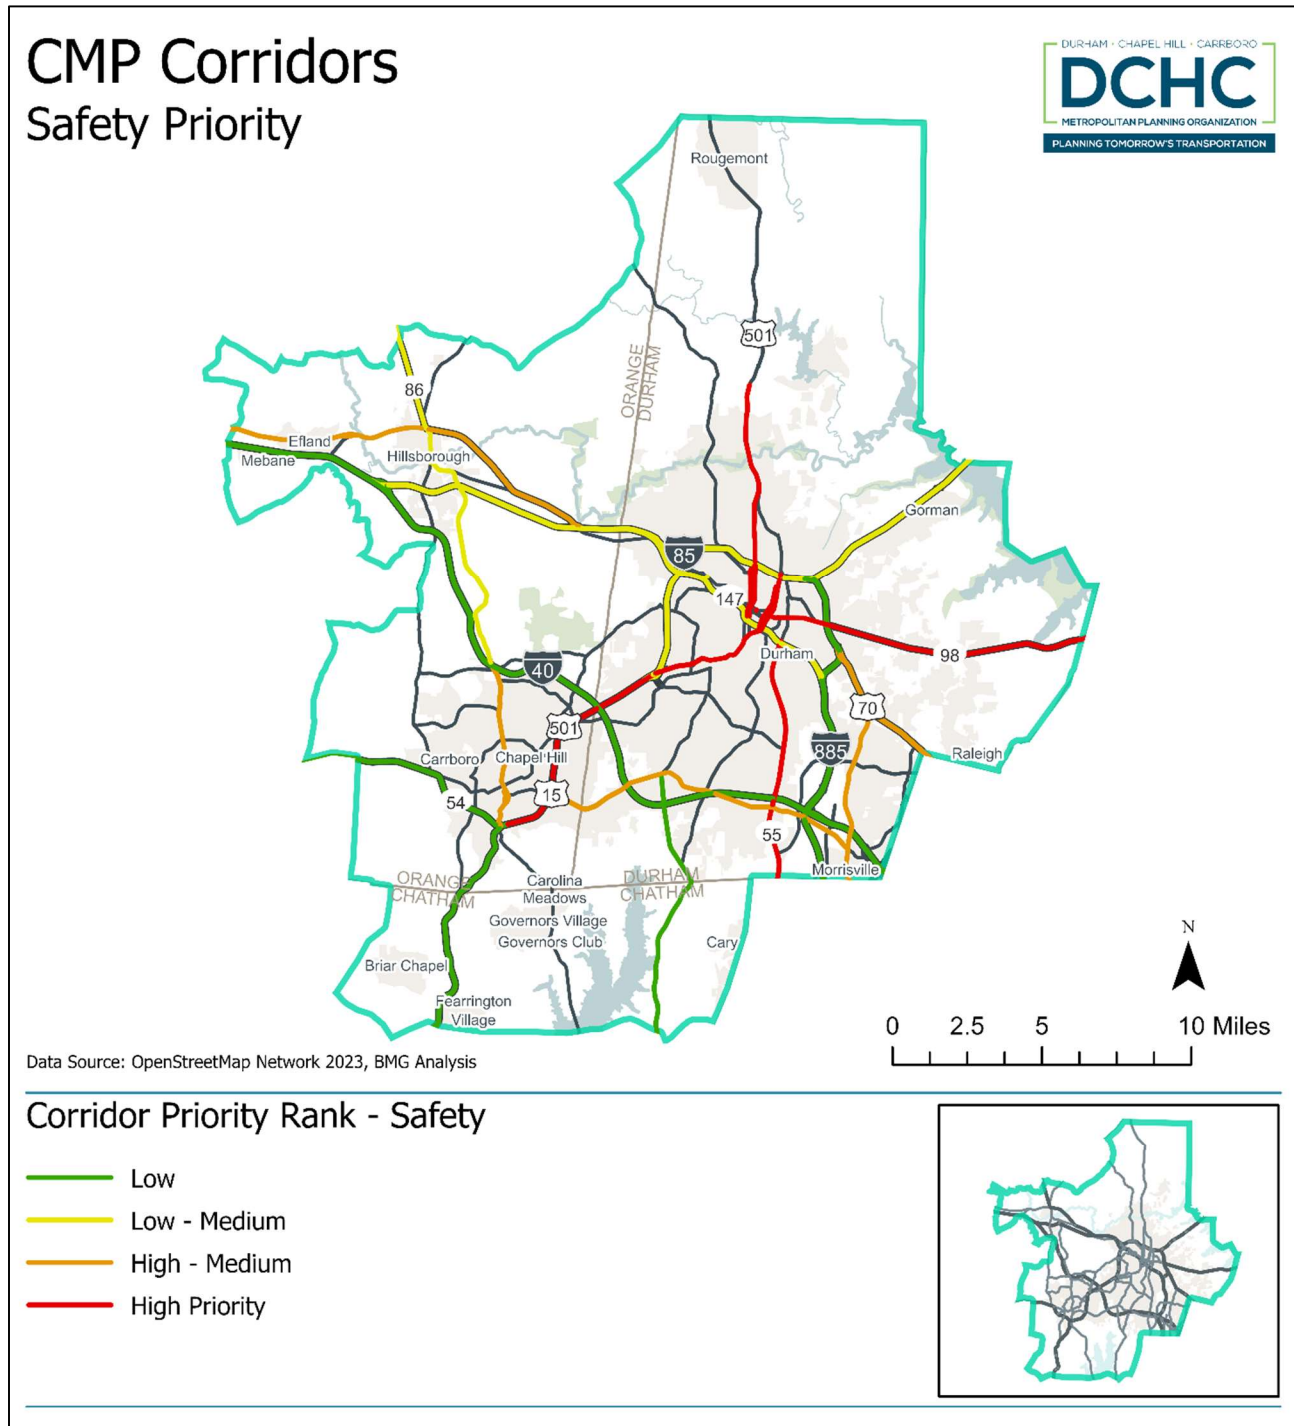 CMP Corridors
Safety Priority
DURHAM · CHAPEL HILL · CARRBORO
DCHC
METROPOLITAN PLANNING ORGANIZATION
PLANNING TOMORROW'S TRANSPORTATION
Rougemont
501
ORANGE
DURHAM
86
Efland
Mebane
Hillsborough
Gorman
85
147
Durham
98
40
70
501
885
Raleigh
Carrboro
Chapel Hill
15
54
55
Morrisville
ORANGE
CHATHAM
DURHAM
CHATHAM
Carolina
Meadows
Governors Village
Governors Club
Cary
Briar Chapel
Fearrington
Village
N
0 2.5 5 10 Miles
Data Source: OpenStreetMap Network 2023, BMG Analysis
Corridor Priority Rank - Safety
Low
Low - Medium
High - Medium
High Priority